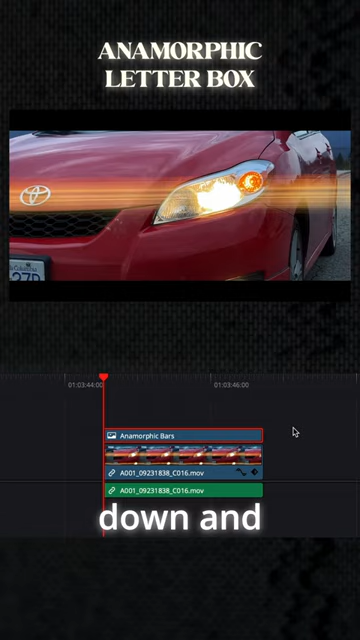 ANAMORPHIC
LETTER BOX
27D
01:03:44:00
01:03:46:00
Anamorphic Bars
A001_09231838_C016.mov
A001_09231838_C016.mov
down and